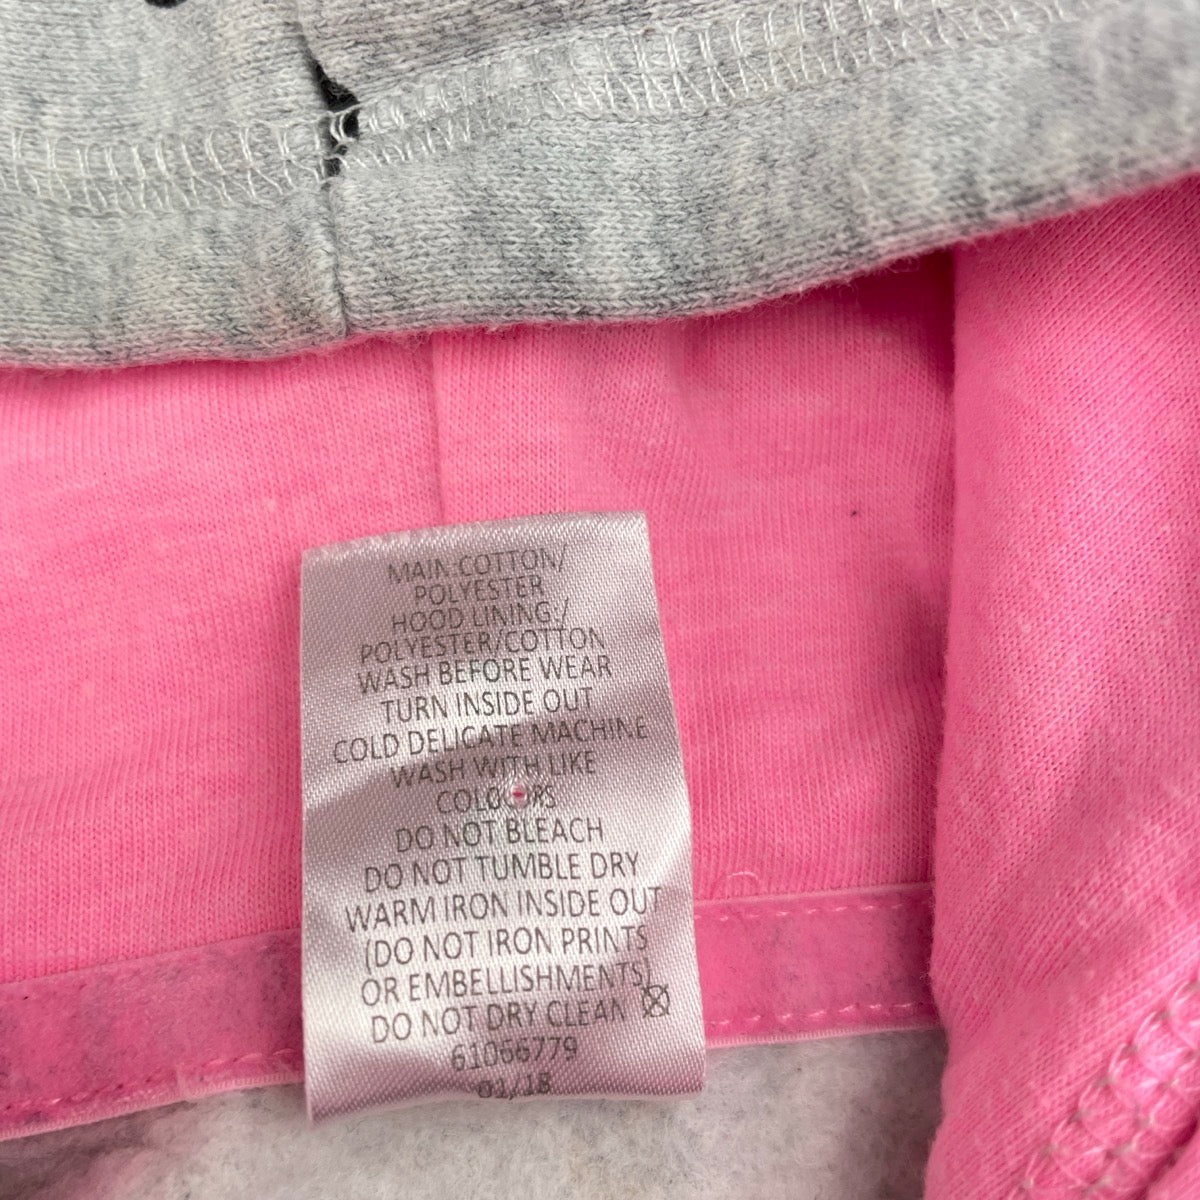 MAIN:COTTON/
POLYESTER
HOOD LINING:/
POLYESTER/COTTON
WASH BEFORE WEAR
TURN INSIDE OUT
COLD DELICATE MACHINE
WASH WITH LIKE
COLOURS
DO NOT BLEACH
DO NOT TUMBLE DRY
WARM IRON INSIDE OUT
(DO NOT IRON PRINTS
OR EMBELLISHMENTS)
DO NOT DRY CLEAN
61066779
01/18